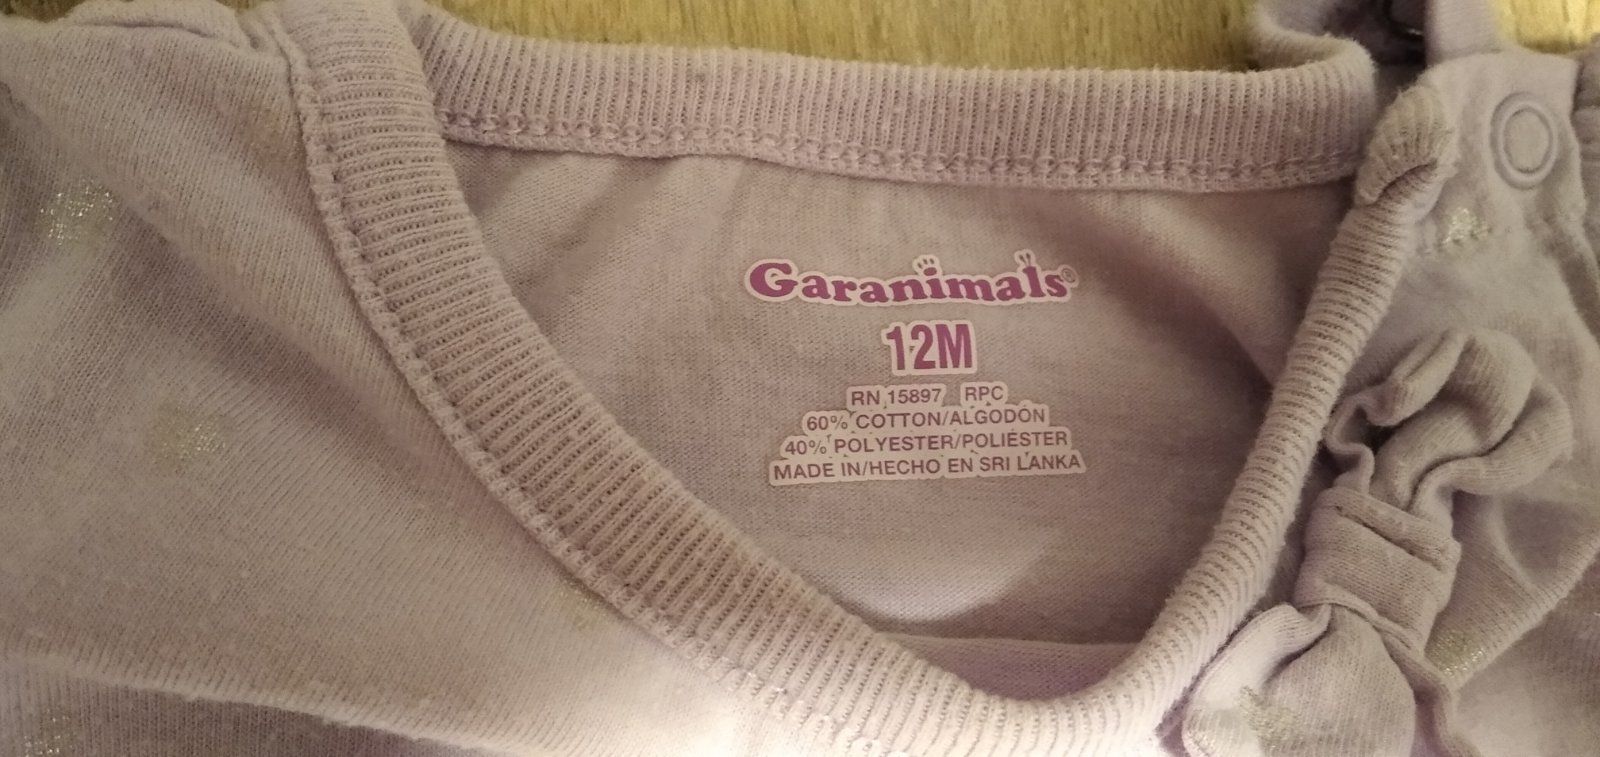 Garanimals®
12M
RN 15897 RPC
60% COTTON/ALGODÓN
40% POLYESTER/POLIÉSTER
MADE IN/HECHO EN SRI LANKA